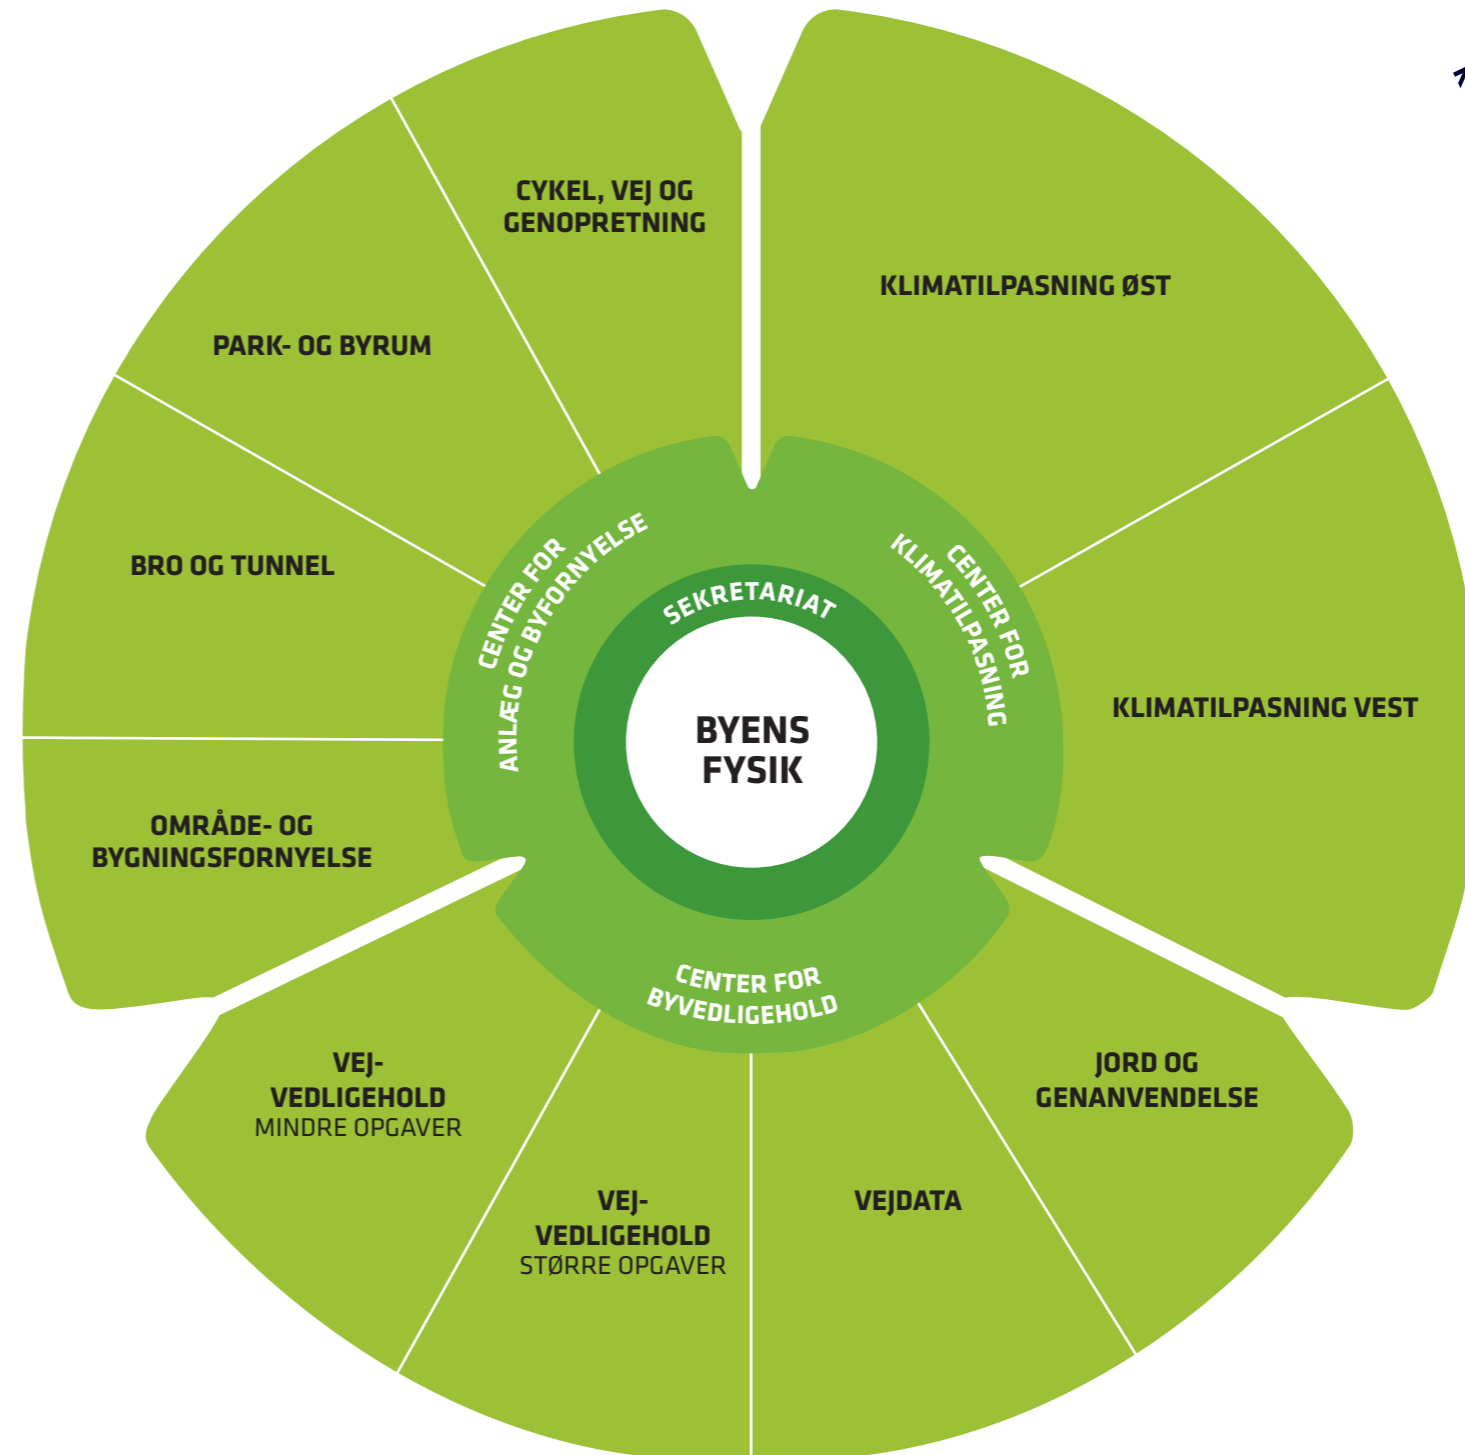 CYKEL, VEJ OG
GENOPRETNING
KLIMATILPASNING ØST
PARK- OG BYRUM
BRO OG TUNNEL
CENTER FOR
ANLÆG OG BYFORNYELSE
CENTER FOR
KLIMATILPASNING
SEKRETARIAT
BYENS
FYSIK
KLIMATILPASNING VEST
OMRÅDE- OG
BYGNINGSFORNYELSE
CENTER FOR
BYVEDLIGEHOLD
VEJ-
VEDLIGEHOLD
MINDRE OPGAVER
VEJ-
VEDLIGEHOLD
STØRRE OPGAVER
VEJDATA
JORD OG
GENANVENDELSE